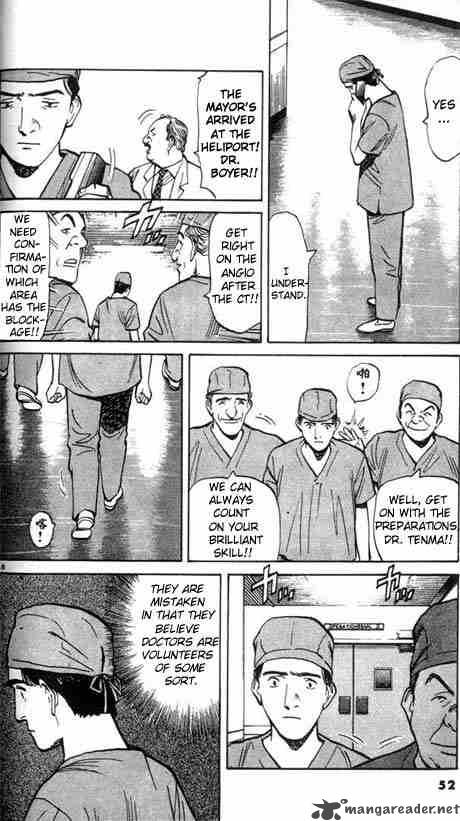 YES
...
I
UNDER-
STAND.
THE
MAYOR'S
ARRIVED
AT THE
HELIPORT!
DR.
BOYER!!
GET
RIGHT
ON THE
ANGIO
AFTER
THE CT!!
WE
NEED
CON-
FIRMA-
TION OF
WHICH
AREA
HAS THE
BLOCK-
AGE!!
啪!
WELL, GET
ON WITH THE
PREPARATIONS,
DR. TENMA!!
WE CAN
ALWAYS
COUNT
ON YOUR
BRILLIANT
SKILL!!
THEY ARE
MISTAKEN
IN THAT THEY
BELIEVE
DOCTORS ARE
VOLUNTEERS
OF SOME
SORT.
52
mangareader.net